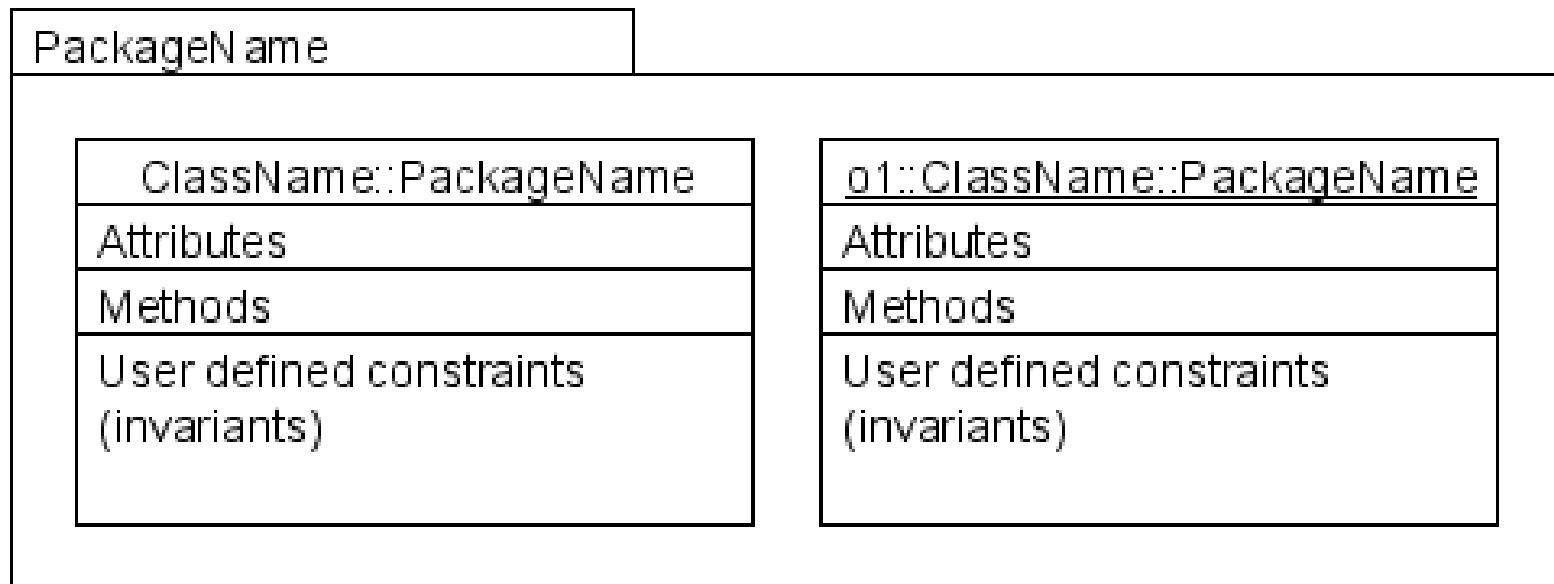 PackageName
ClassName::PackageName
Attributes
Methods
User defined constraints
(invariants)
o1::ClassName::PackageName
Attributes
Methods
User defined constraints
(invariants)